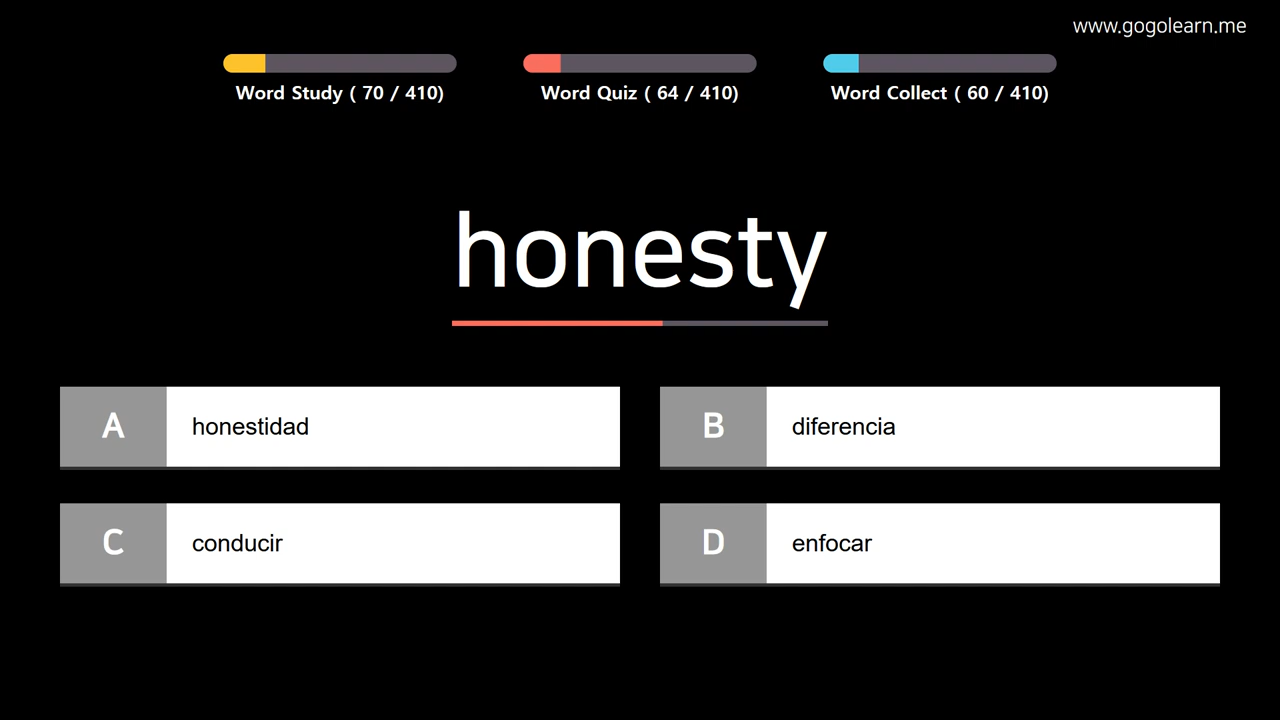 www.gogolearn.me
Word Study ( 70 / 410)
Word Quiz ( 64 / 410)
Word Collect ( 60 / 410)
honesty
A honestidad
B diferencia
C conducir
D enfocar